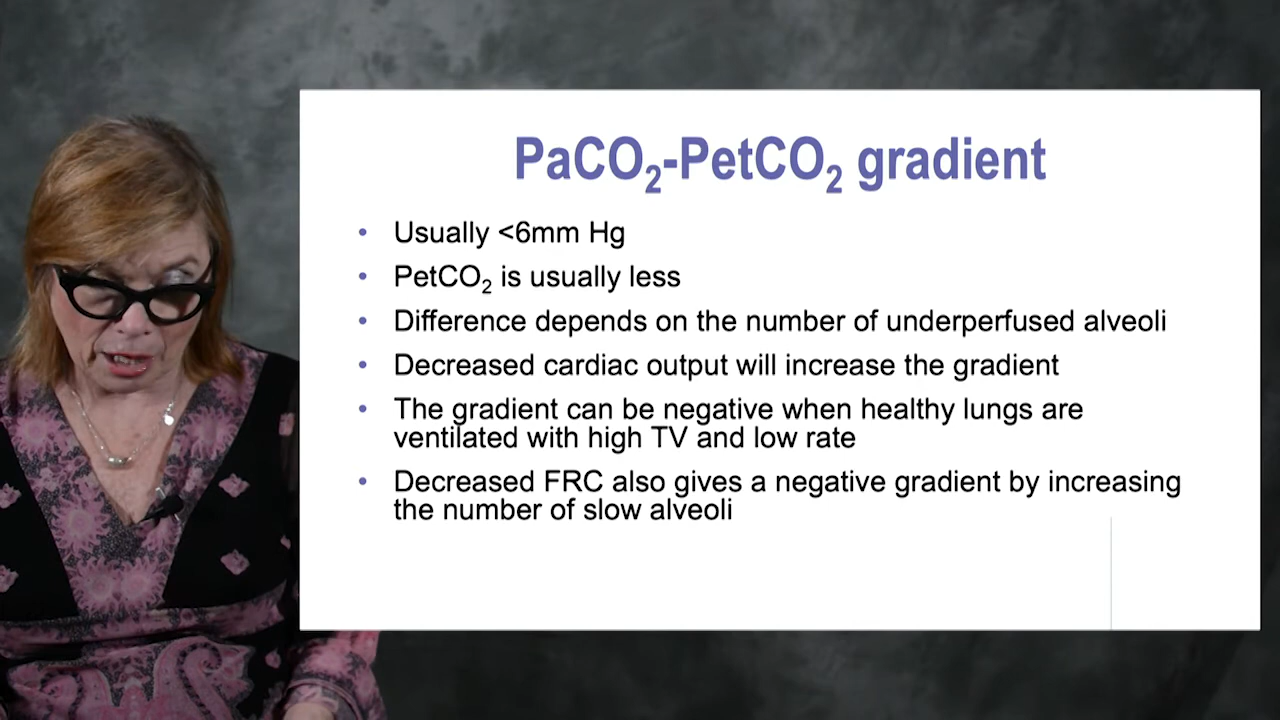 PaCO₂-PetCO₂ gradient
• Usually <6mm Hg
• PetCO₂ is usually less
• Difference depends on the number of underperfused alveoli
• Decreased cardiac output will increase the gradient
• The gradient can be negative when healthy lungs are
ventilated with high TV and low rate
• Decreased FRC also gives a negative gradient by increasing
the number of slow alveoli